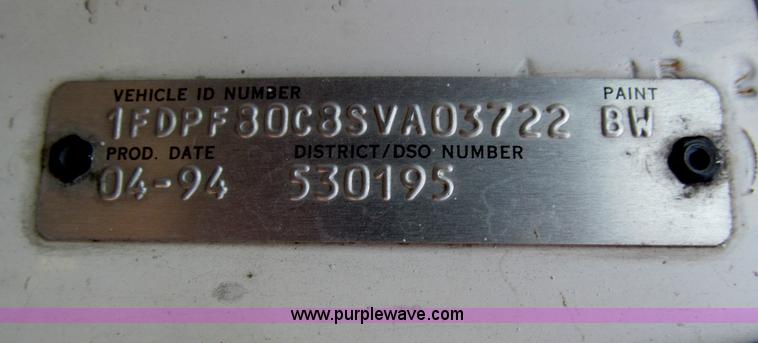 VEHICLE ID NUMBER PAINT
1FDPF80C8SVA03722 BW
PROD. DATE DISTRICT/DSO NUMBER
04-94 530195
www.purplewave.com